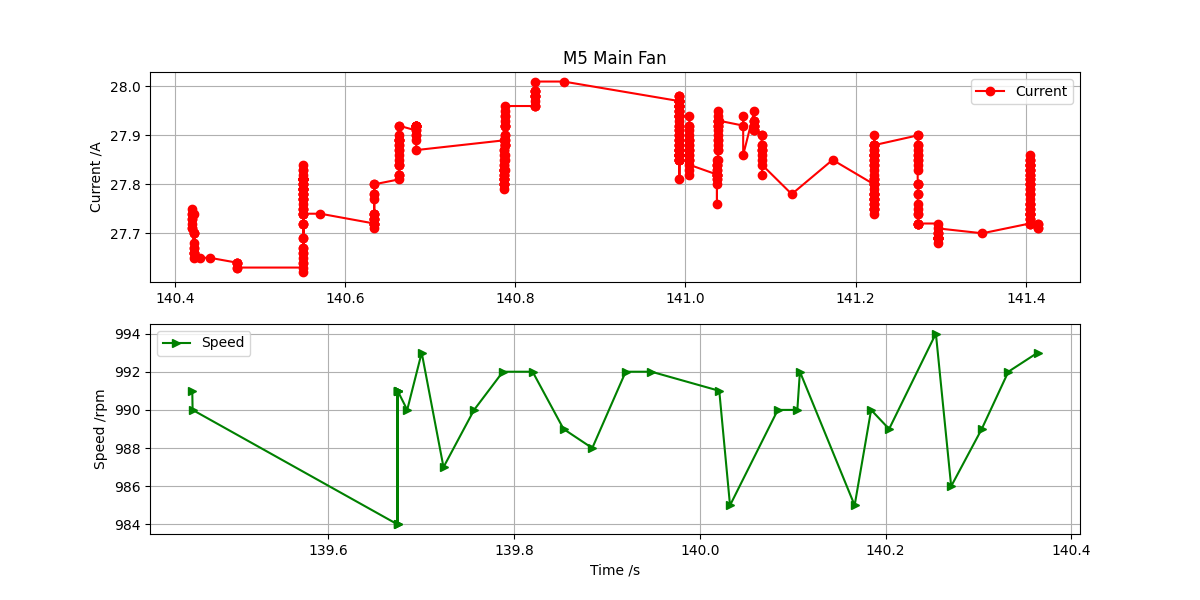 M5 Main Fan
28.0
27.9
27.8
27.7
Current /A
Current
140.4 140.6 140.8 141.0 141.2 141.4
994
992
990
988
986
984
Speed /rpm
Speed
139.6 139.8 140.0 140.2 140.4
Time /s